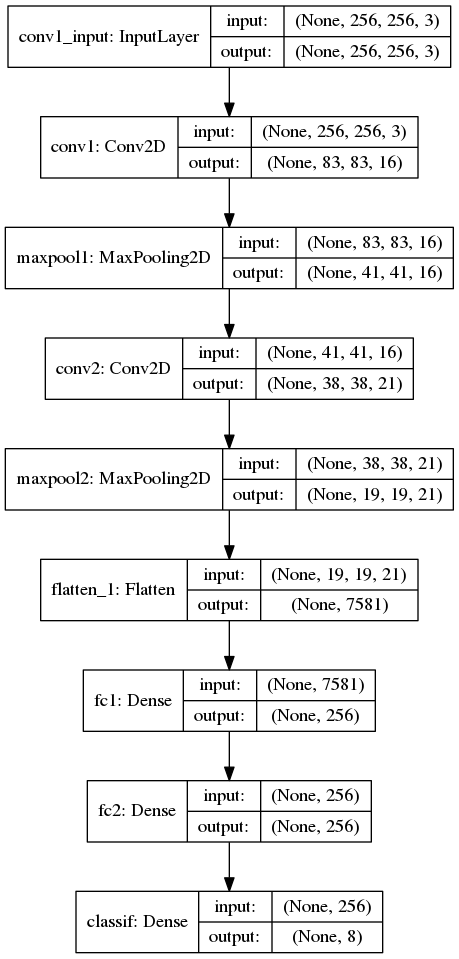 conv1_input: InputLayer
input: (None, 256, 256, 3)
output: (None, 256, 256, 3)
conv1: Conv2D
input: (None, 256, 256, 3)
output: (None, 83, 83, 16)
maxpool1: MaxPooling2D
input: (None, 83, 83, 16)
output: (None, 41, 41, 16)
conv2: Conv2D
input: (None, 41, 41, 16)
output: (None, 38, 38, 21)
maxpool2: MaxPooling2D
input: (None, 38, 38, 21)
output: (None, 19, 19, 21)
flatten_1: Flatten
input: (None, 19, 19, 21)
output: (None, 7581)
fc1: Dense
input: (None, 7581)
output: (None, 256)
fc2: Dense
input: (None, 256)
output: (None, 256)
classif: Dense
input: (None, 256)
output: (None, 8)